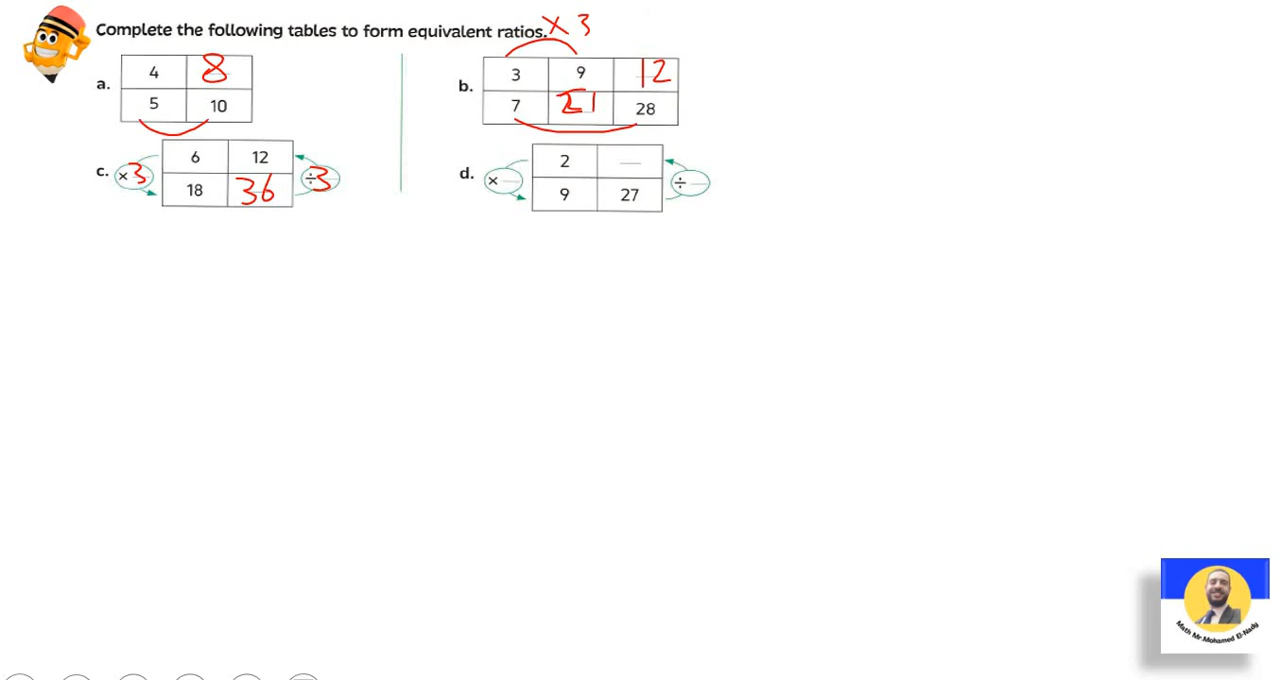 Complete the following tables to form equivalent ratios. × 3
a.
4 8
5 10
b.
3 9 12
7 21 28
c. × 3
6 12
18 36
÷ 3
d. ×
2
9 27
÷
Math Mr Mohamed El-Nady